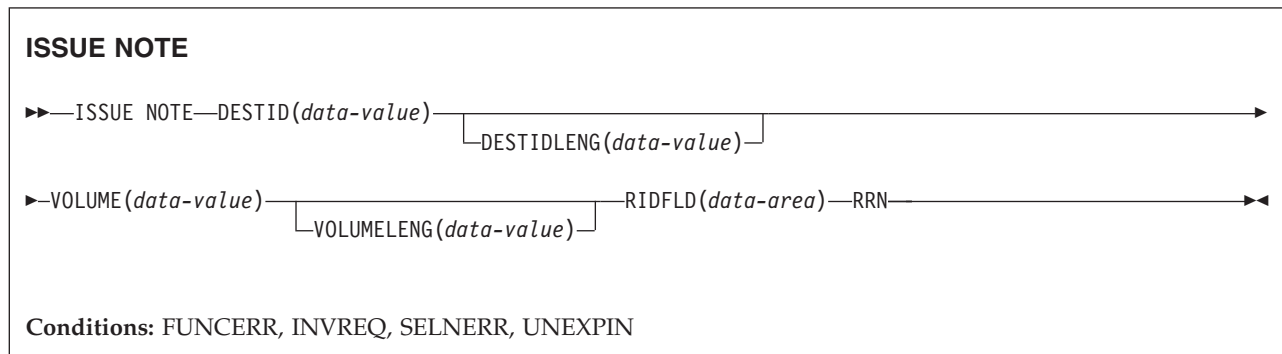 ISSUE NOTE
ISSUE NOTE DESTID(data-value)
DESTIDLENG(data-value)
VOLUME(data-value) RIDFLD(data-area) RRN
VOLUMELENG(data-value)
Conditions: FUNCERR, INVREQ, SELNERR, UNEXPIN